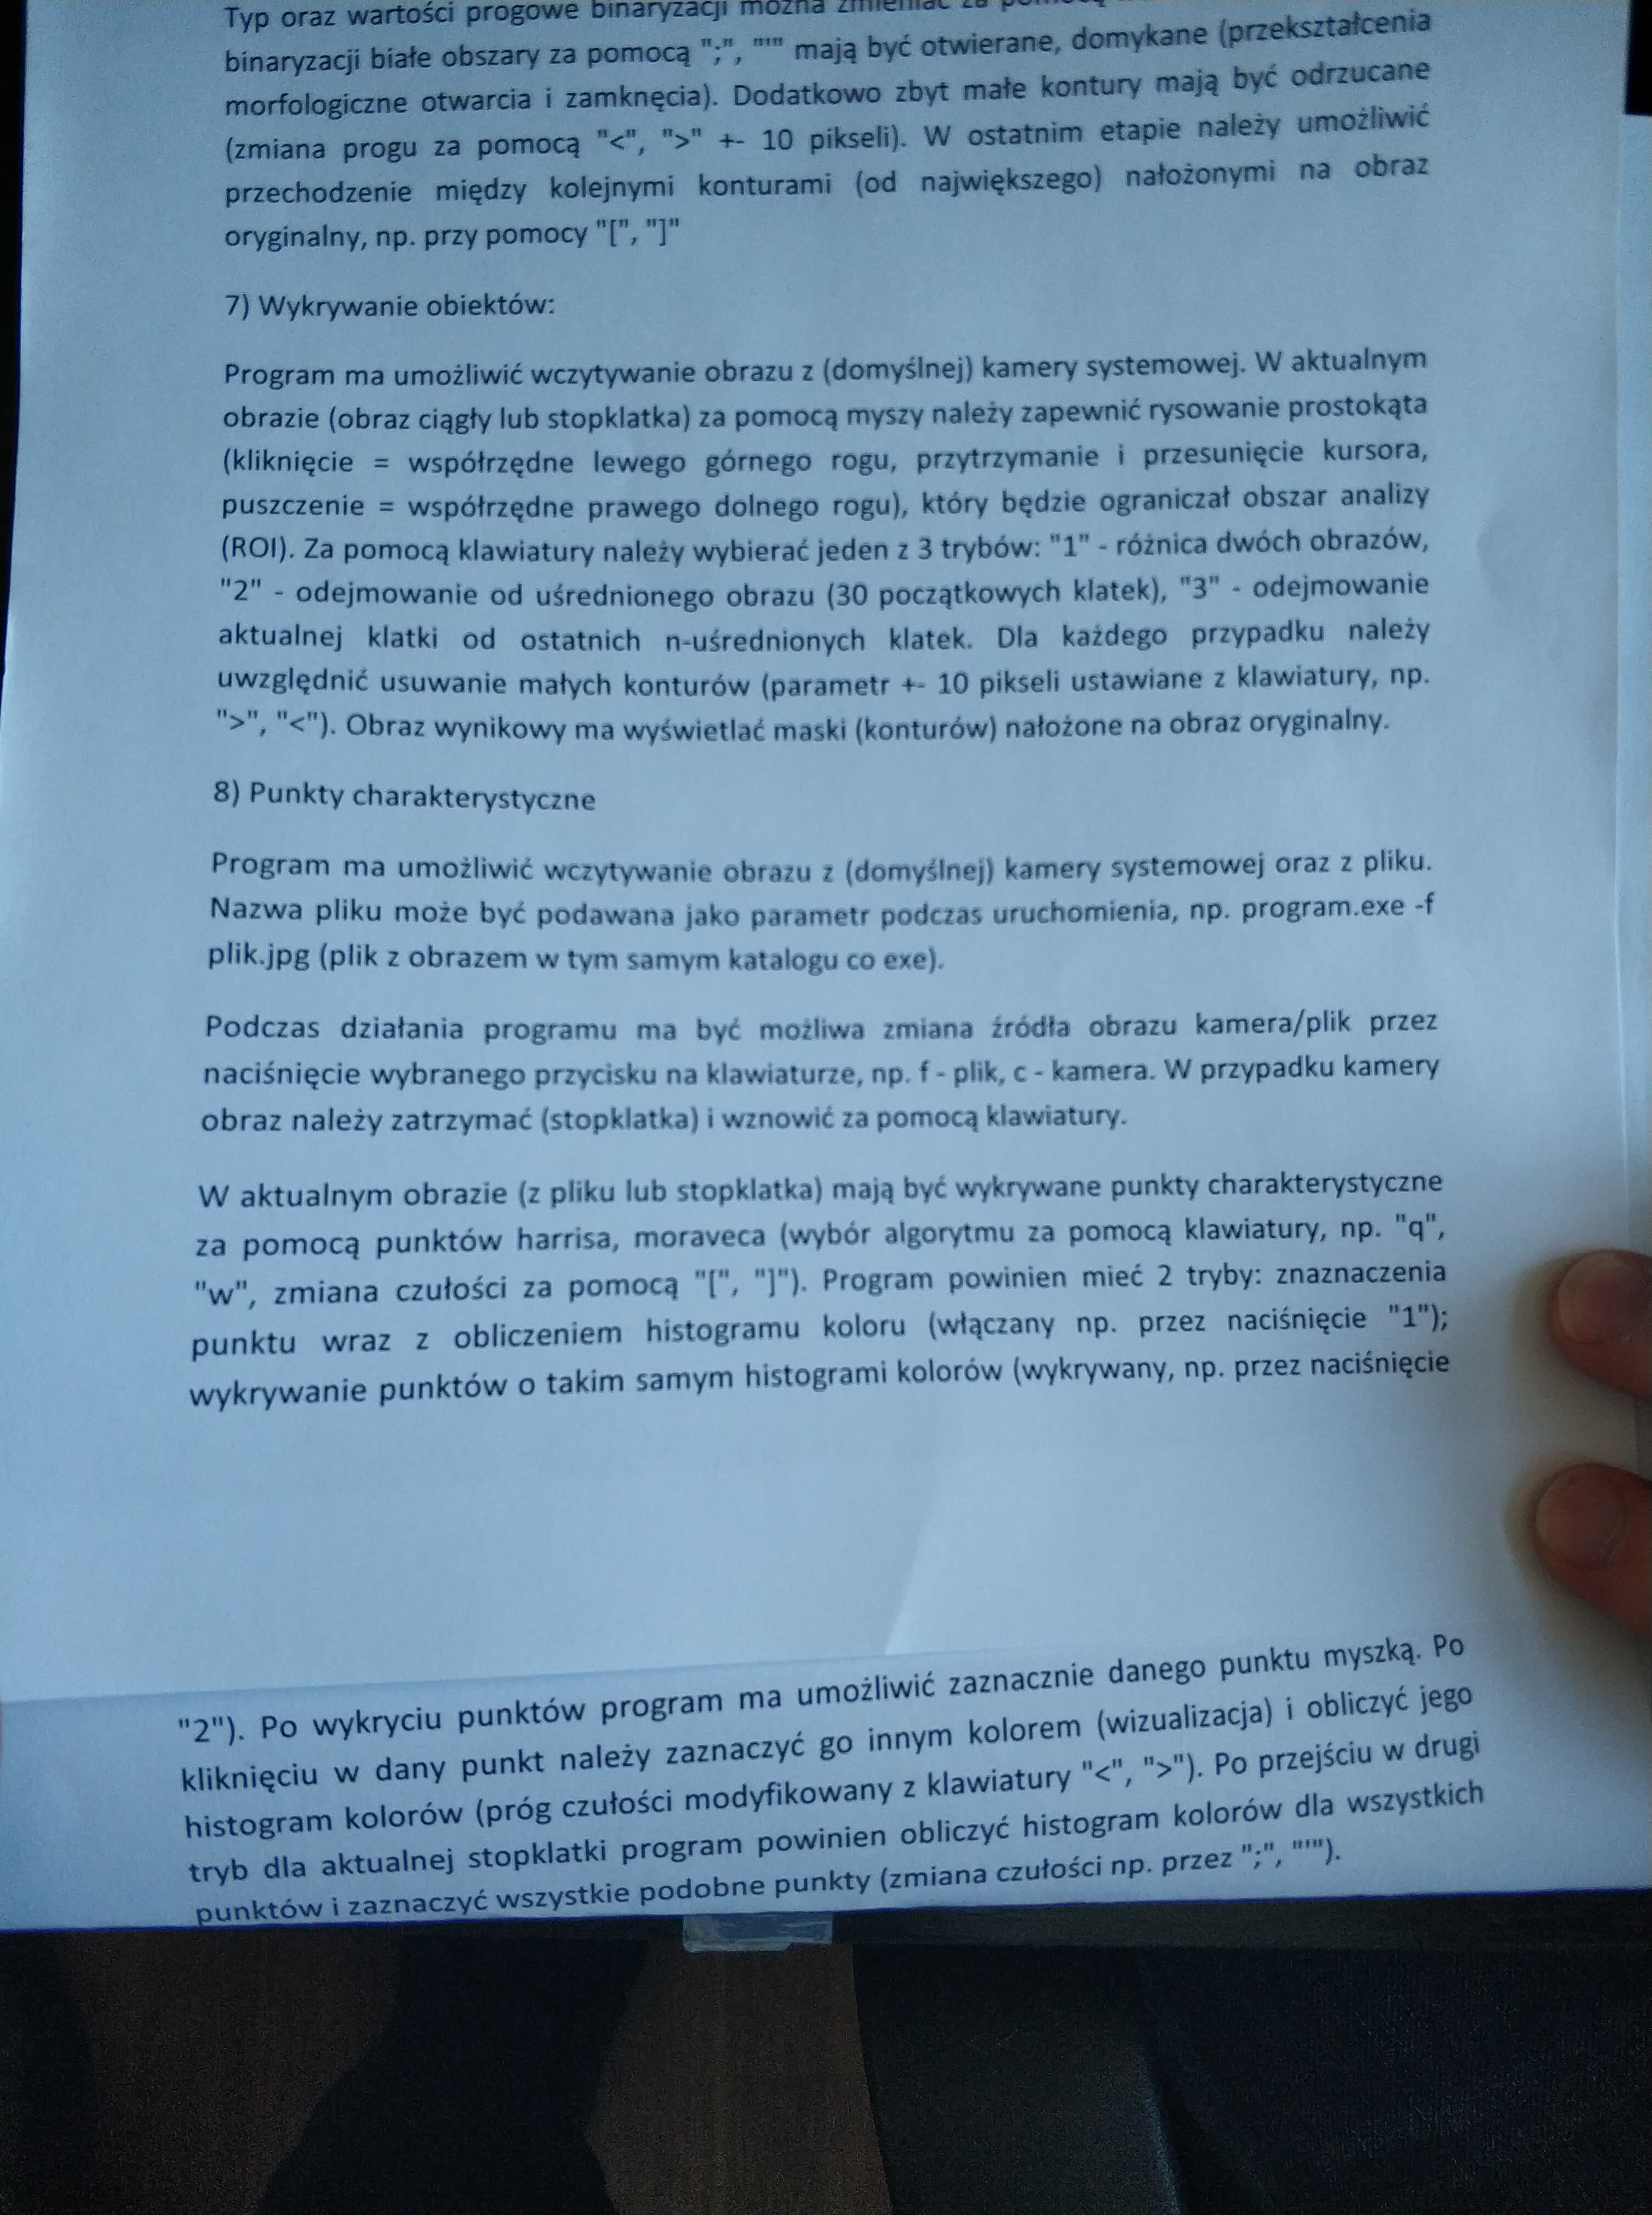 Typ oraz wartości progowe binaryzacji można zmieniać za
binaryzacji białe obszary za pomocą ";", "'" mają być otwierane, domykane (przekształcenia
morfologiczne otwarcia i zamknęcia). Dodatkowo zbyt małe kontury mają być odrzucane
(zmiana progu za pomocą "<", ">" +- 10 pikseli). W ostatnim etapie należy umożliwić
przechodzenie między kolejnymi konturami (od największego) nałożonymi na obraz
oryginalny, np. przy pomocy "[", "]"
7) Wykrywanie obiektów:
Program ma umożliwić wczytywanie obrazu z (domyślnej) kamery systemowej. W aktualnym
obrazie (obraz ciągły lub stopklatka) za pomocą myszy należy zapewnić rysowanie prostokąta
(kliknięcie = współrzędne lewego górnego rogu, przytrzymanie i przesunięcie kursora,
puszczenie = współrzędne prawego dolnego rogu), który będzie ograniczał obszar analizy
(ROI). Za pomocą klawiatury należy wybierać jeden z 3 trybów: "1" - różnica dwóch obrazów,
"2" - odejmowanie od uśrednionego obrazu (30 początkowych klatek), "3" - odejmowanie
aktualnej klatki od ostatnich n-uśrednionych klatek. Dla każdego przypadku należy
uwzględnić usuwanie małych konturów (parametr +- 10 pikseli ustawiane z klawiatury, np.
">", "<"). Obraz wynikowy ma wyświetlać maski (konturów) nałożone na obraz oryginalny.
8) Punkty charakterystyczne
Program ma umożliwić wczytywanie obrazu z (domyślnej) kamery systemowej oraz z pliku.
Nazwa pliku może być podawana jako parametr podczas uruchomienia, np. program.exe -f
plik.jpg (plik z obrazem w tym samym katalogu co exe).
Podczas działania programu ma być możliwa zmiana źródła obrazu kamera/plik przez
naciśnięcie wybranego przycisku na klawiaturze, np. f - plik, c - kamera. W przypadku kamery
obraz należy zatrzymać (stopklatka) i wznowić za pomocą klawiatury.
W aktualnym obrazie (z pliku lub stopklatka) mają być wykrywane punkty charakterystyczne
za pomocą punktów harrisa, moraveca (wybór algorytmu za pomocą klawiatury, np. "q",
"w", zmiana czułości za pomocą "[", "]"). Program powinien mieć 2 tryby: znaznaczenia
punktu wraz z obliczeniem histogramu koloru (włączany np. przez naciśnięcie "1");
wykrywanie punktów o takim samym histogrami kolorów (wykrywany, np. przez naciśnięcie
"2"). Po wykryciu punktów program ma umożliwić zaznacznie danego punktu myszką. Po
kliknięciu w dany punkt należy zaznaczyć go innym kolorem (wizualizacja) i obliczyć jego
histogram kolorów (próg czułości modyfikowany z klawiatury "<", ">"). Po przejściu w drugi
tryb dla aktualnej stopklatki program powinien obliczyć histogram kolorów dla wszystkich
punktów i zaznaczyć wszystkie podobne punkty (zmiana czułości np. przez ";", "'").